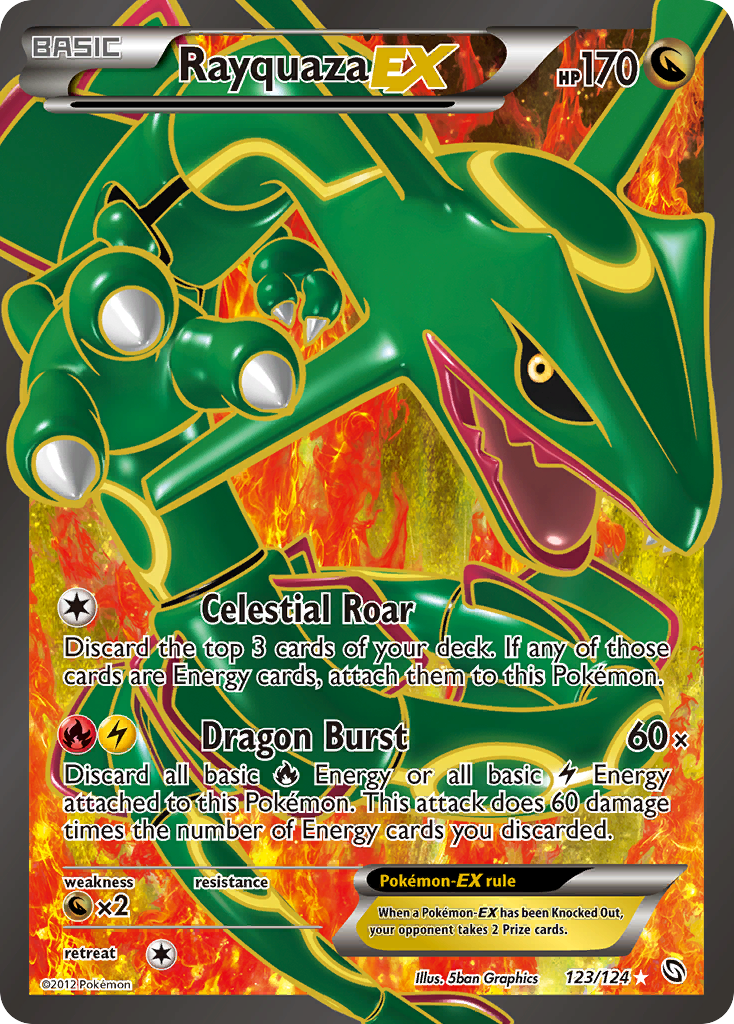 BASIC
Rayquaza EX
HP170
Celestial Roar
Discard the top 3 cards of your deck. If any of those
cards are Energy cards, attach them to this Pokémon.
Dragon Burst 60×
Discard all basic Energy or all basic Energy
attached to this Pokémon. This attack does 60 damage
times the number of Energy cards you discarded.
weakness resistance
×2
Pokémon-EX rule
When a Pokémon-EX has been Knocked Out,
your opponent takes 2 Prize cards.
retreat
©2012 Pokémon
Illus. 5ban Graphics
123/124 ★